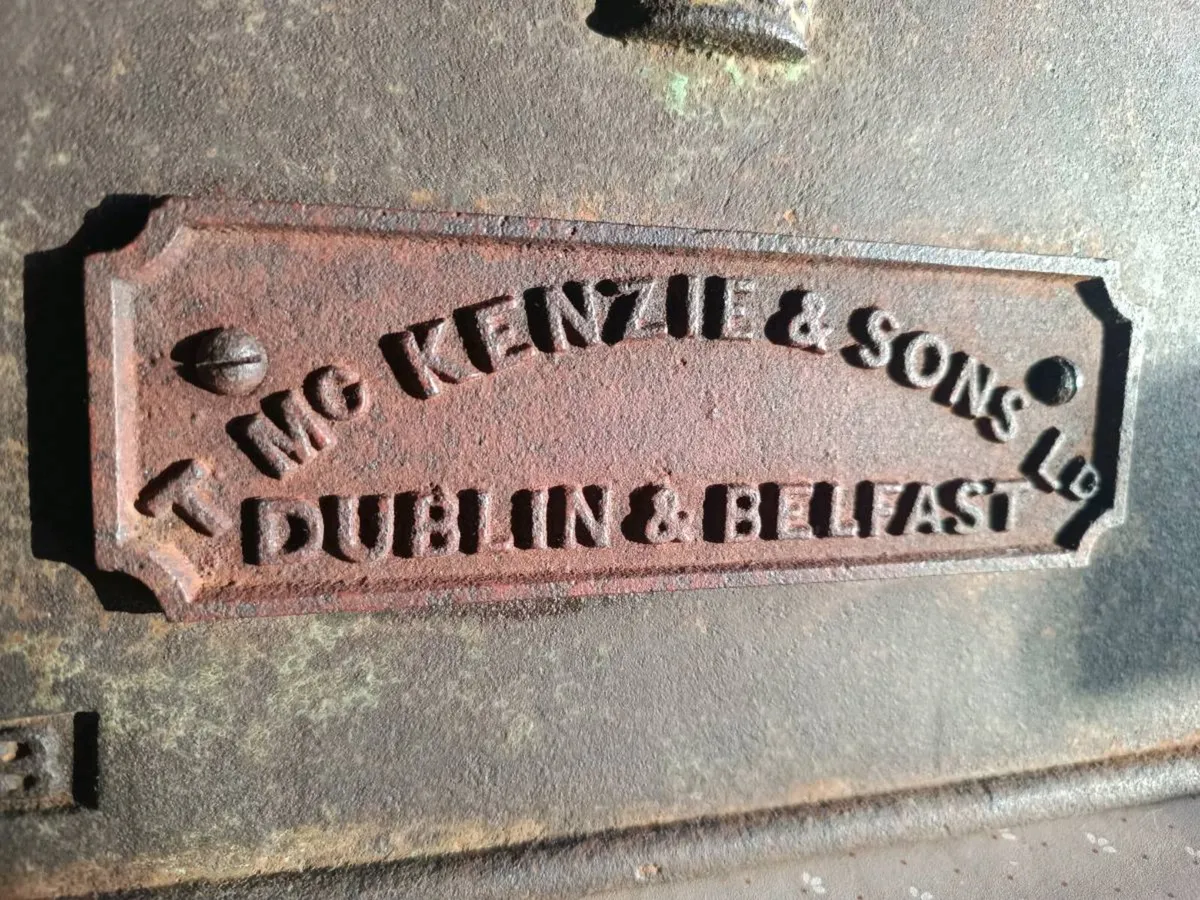 T Mc KENZIE & SONS LD
DUBLIN & BELFAST